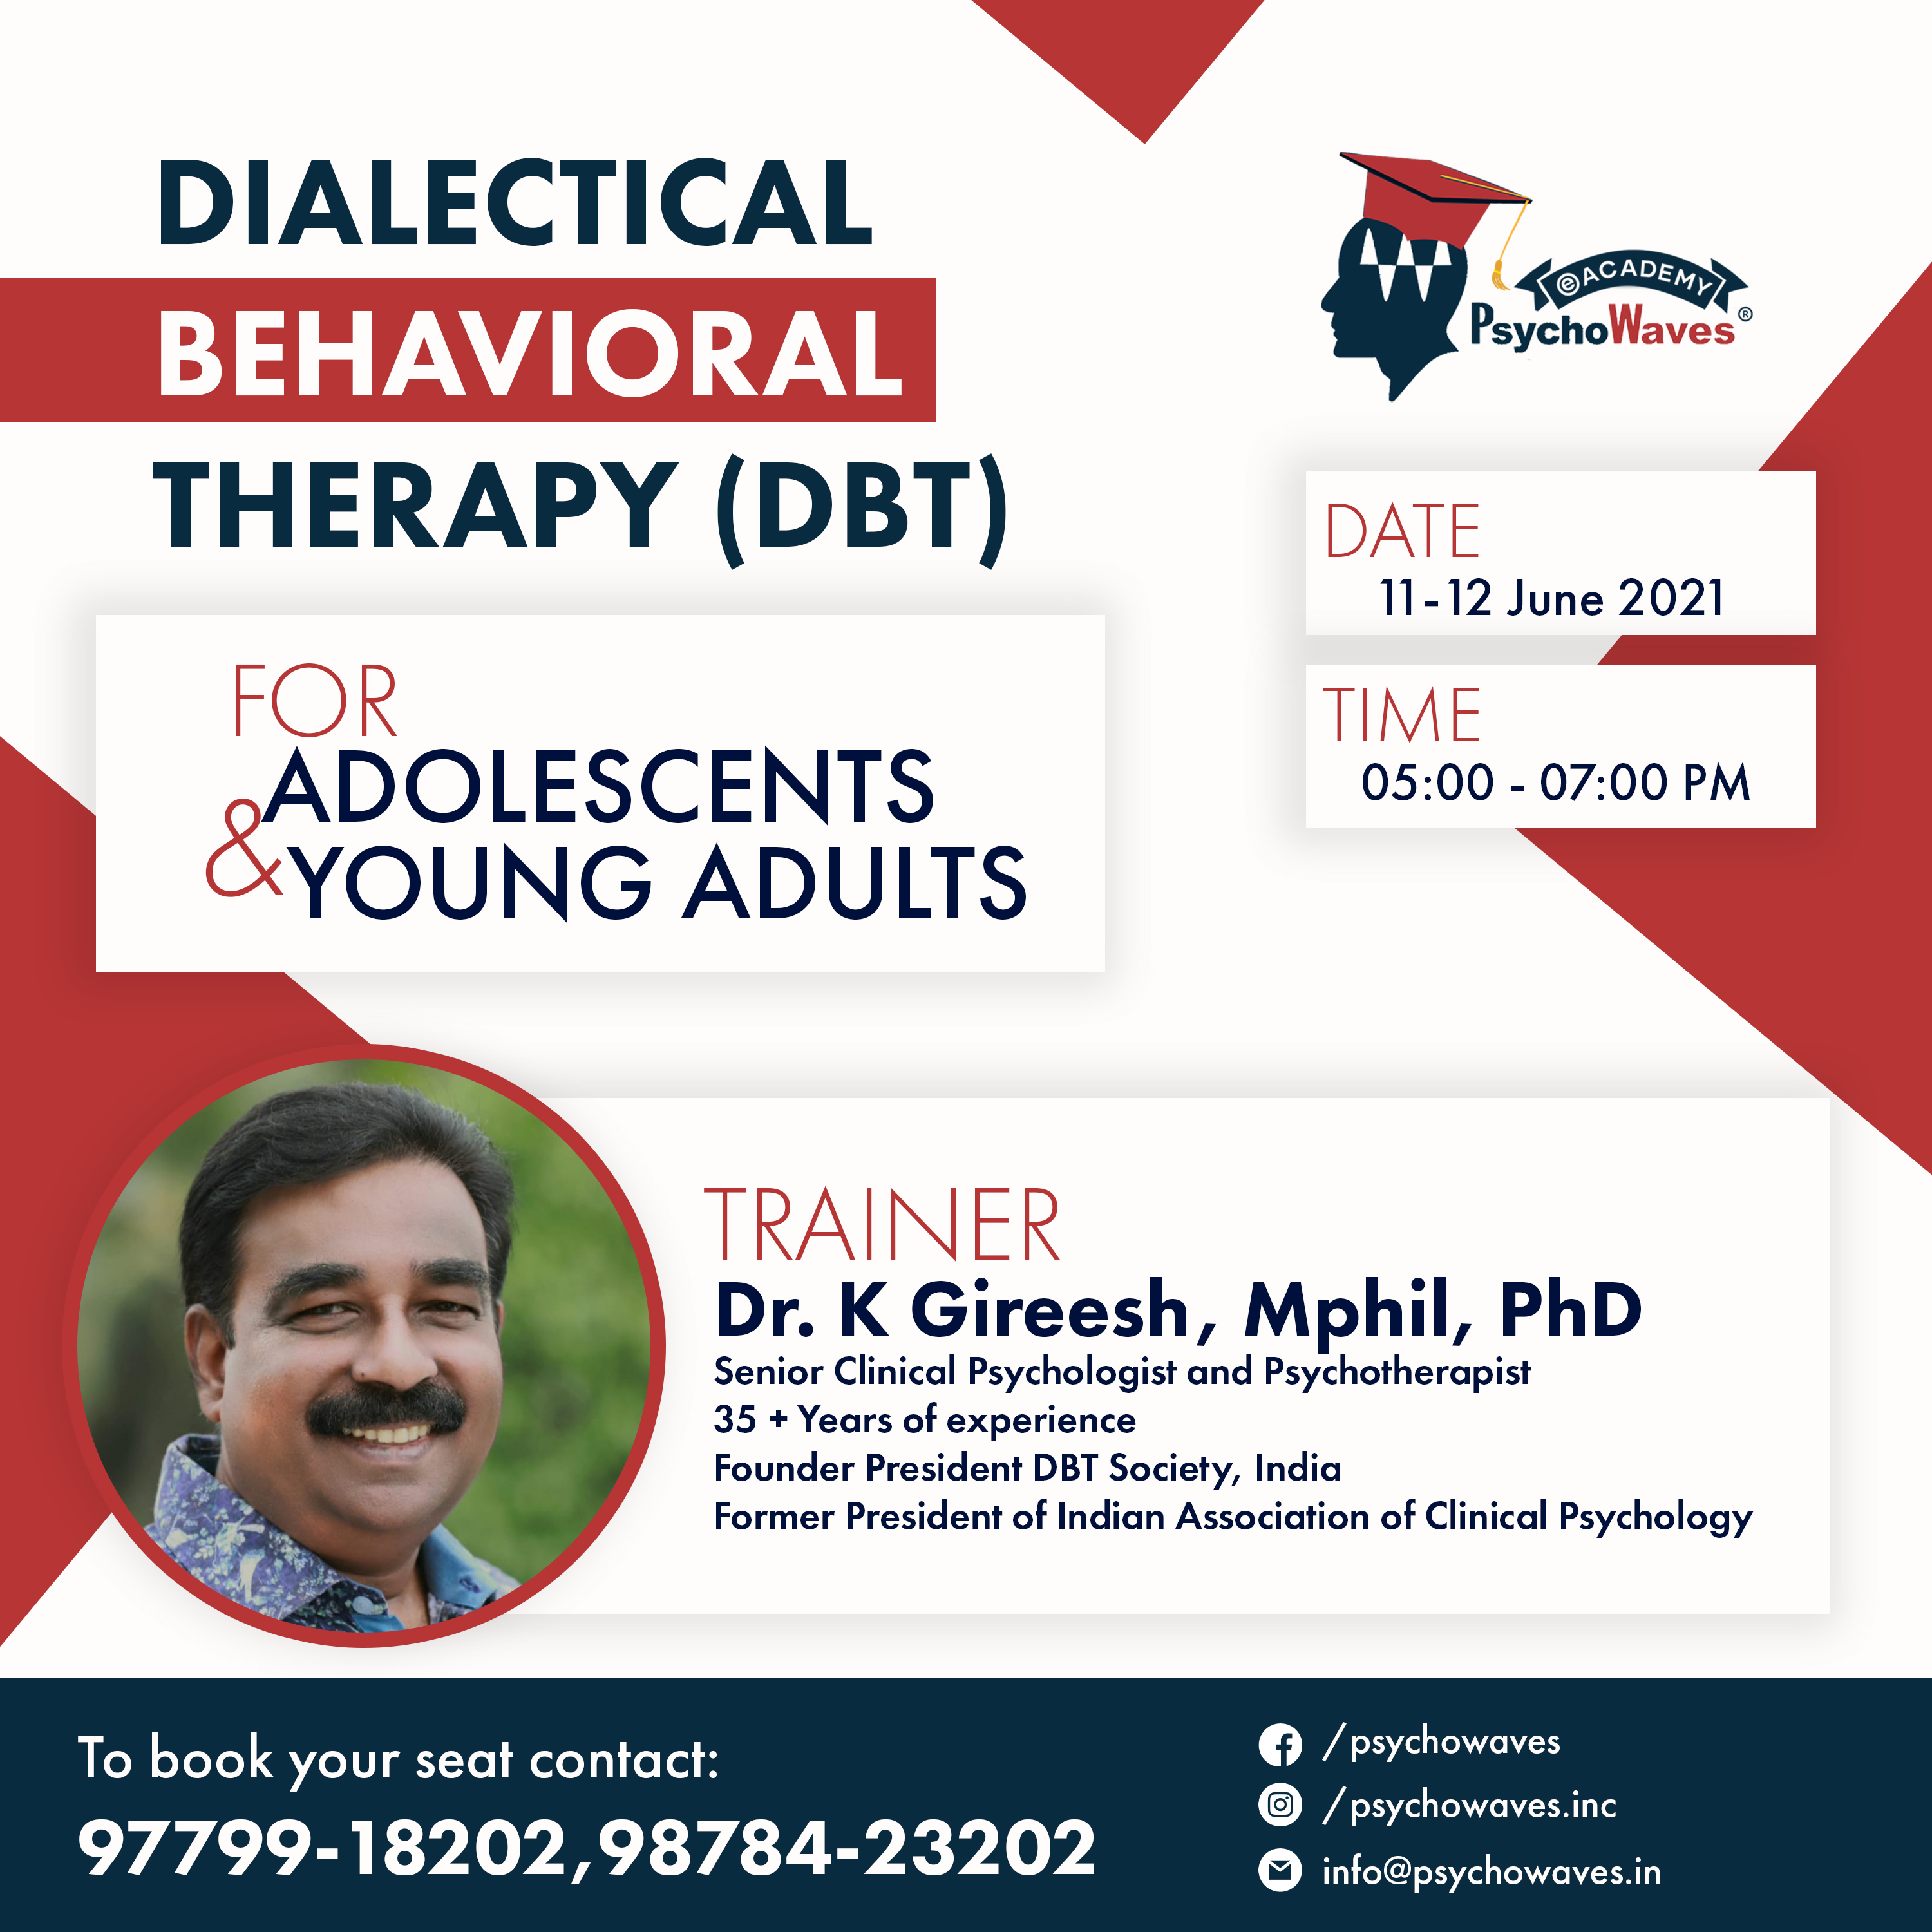 DIALECTICAL
BEHAVIORAL
THERAPY (DBT)
FOR
ADOLESCENTS
&YOUNG ADULTS
eACADEMY
PsychoWaves®
DATE
11-12 June 2021
TIME
05:00 - 07:00 PM
TRAINER
Dr. K Gireesh, Mphil, PhD
Senior Clinical Psychologist and Psychotherapist
35 + Years of experience
Founder President DBT Society, India
Former President of Indian Association of Clinical Psychology
To book your seat contact:
97799-18202,98784-23202
/psychowaves
/psychowaves.inc
info@psychowaves.in